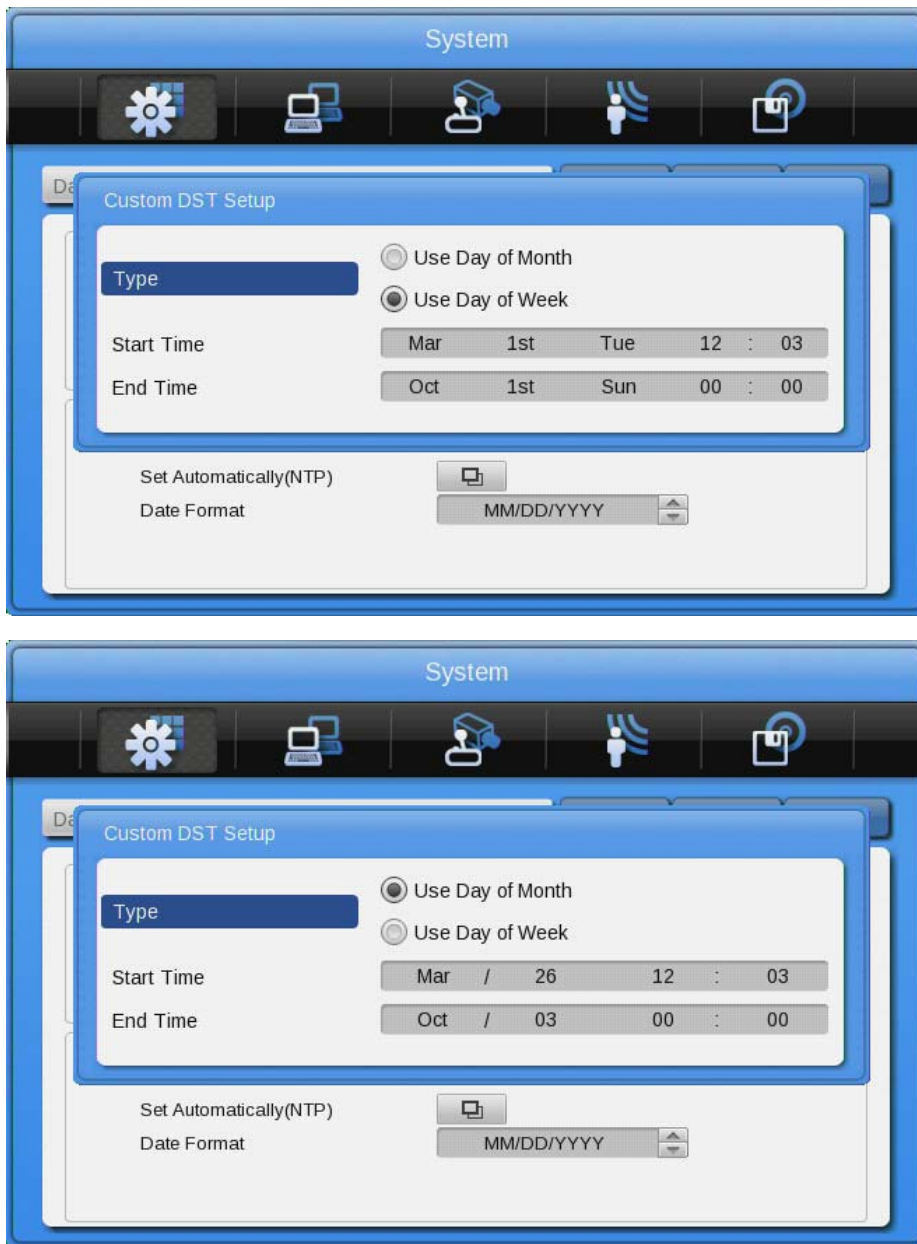 System
Da
Custom DST Setup
Use Day of Month
Type
Use Day of Week
Start Time Mar 1st Tue 12 : 03
End Time Oct 1st Sun 00 : 00
Set Automatically(NTP)
Date Format MM/DD/YYYY
System
Da
Custom DST Setup
Use Day of Month
Type
Use Day of Week
Start Time Mar / 26 12 : 03
End Time Oct / 03 00 : 00
Set Automatically(NTP)
Date Format MM/DD/YYYY